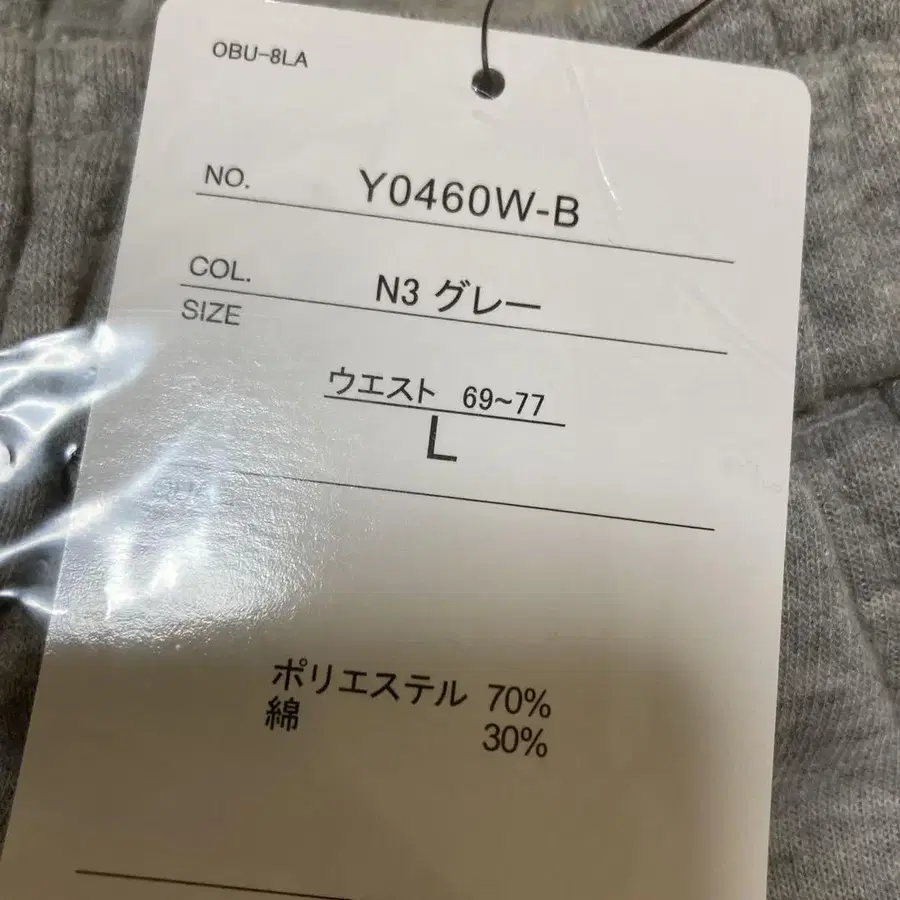 OBU-8LA
NO. Y0460W-B
COL. N3 グレー
SIZE
ウエスト 69~77
L
ポリエステル 70%
綿 30%